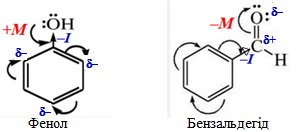 :ÖH
+M
–I
δ–
δ–
δ–
Фенол
:O: δ–
–M
C δ+
–I
H
Бензальдегід